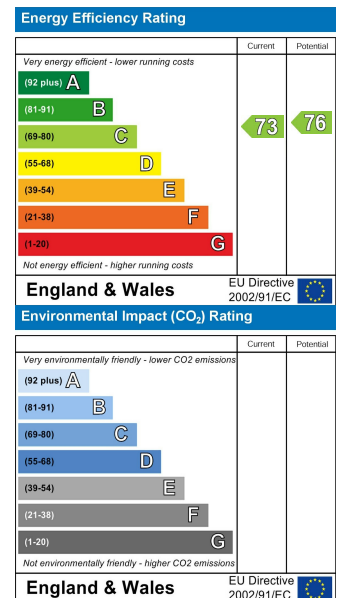 Energy Efficiency Rating
Current Potential
Very energy efficient - lower running costs
(92 plus) A
(81-91) B
(69-80) C
(55-68) D
(39-54) E
(21-38) F
(1-20) G
73 76
Not energy efficient - higher running costs
England & Wales
EU Directive
2002/91/EC
Environmental Impact (CO₂) Rating
Current Potential
Very environmentally friendly - lower CO2 emissions
(92 plus) A
(81-91) B
(69-80) C
(55-68) D
(39-54) E
(21-38) F
(1-20) G
Not environmentally friendly - higher CO2 emissions
England & Wales
EU Directive
2002/91/EC